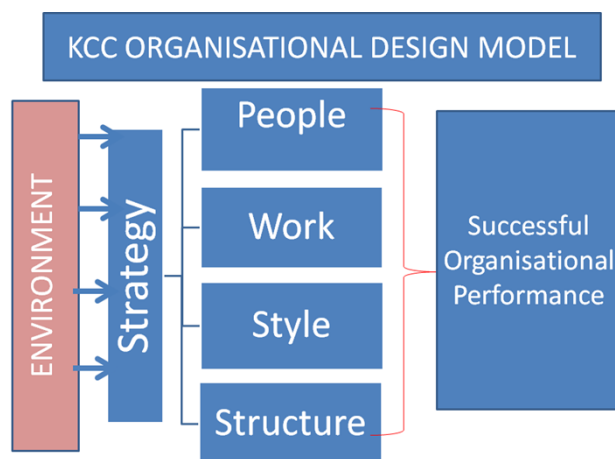 KCC ORGANISATIONAL DESIGN MODEL
ENVIRONMENT
Strategy
People
Work
Style
Structure
Successful
Organisational
Performance